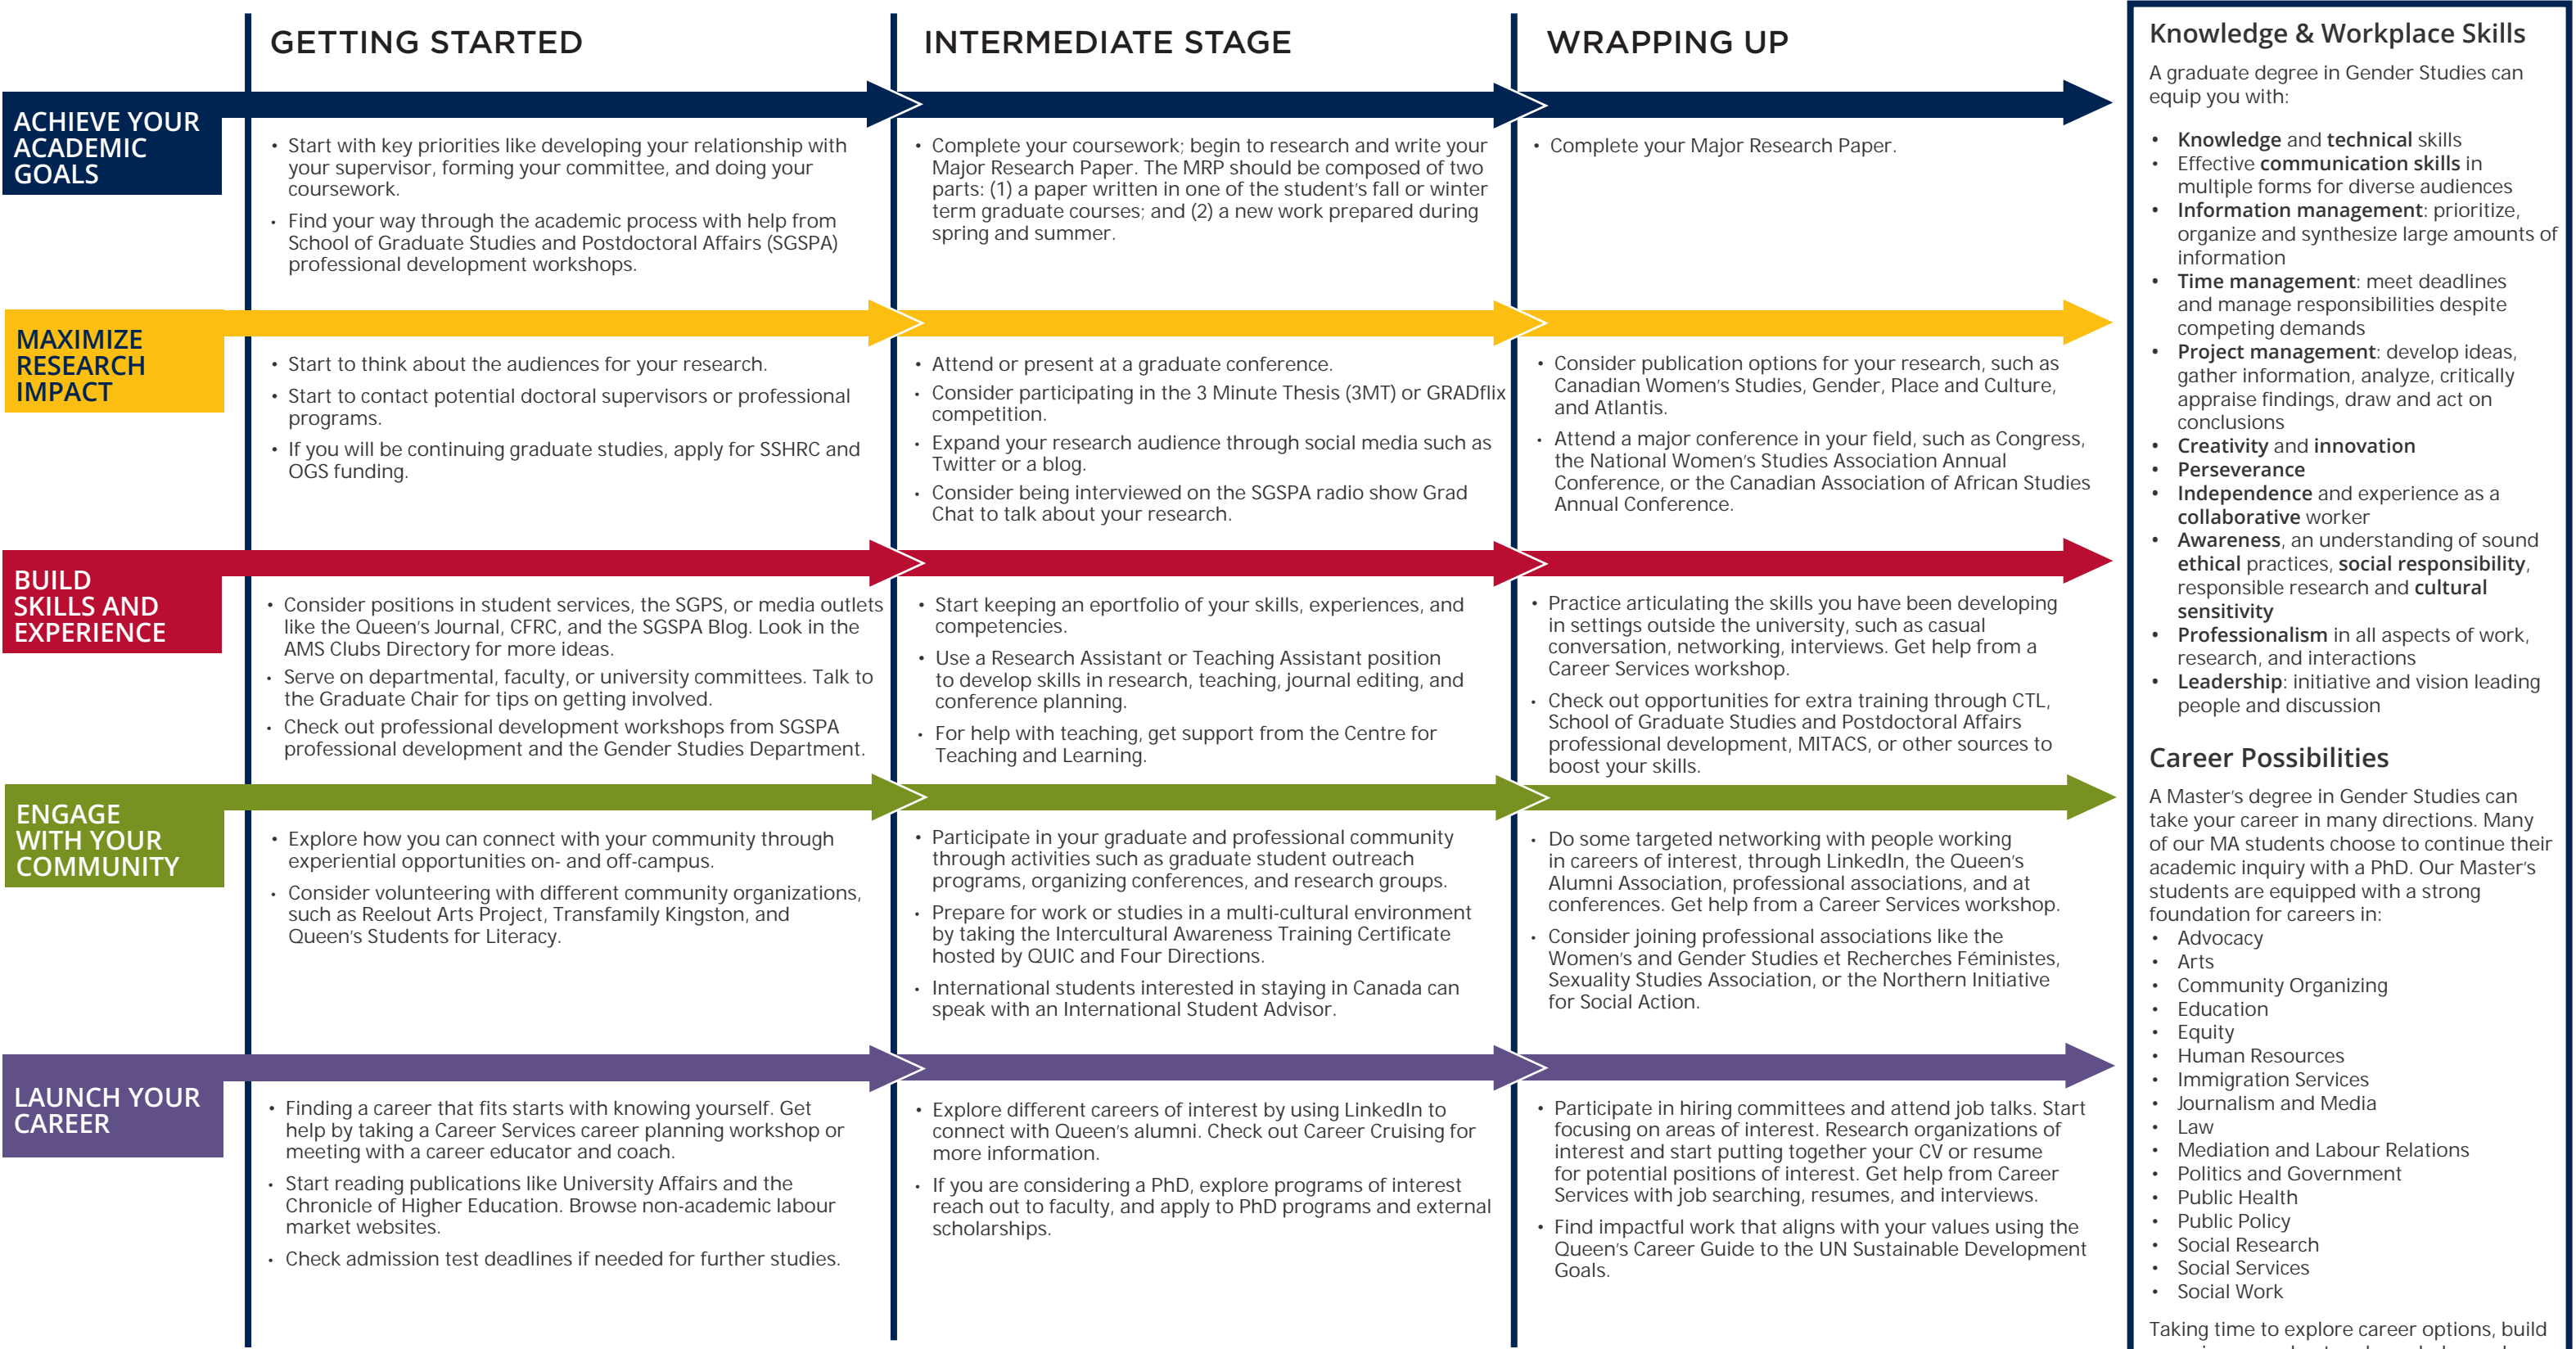 GETTING STARTED
INTERMEDIATE STAGE
WRAPPING UP
ACHIEVE YOUR
ACADEMIC
GOALS
• Start with key priorities like developing your relationship with
your supervisor, forming your committee, and doing your
coursework.
• Find your way through the academic process with help from
School of Graduate Studies and Postdoctoral Affairs (SGSPA)
professional development workshops.
• Complete your coursework; begin to research and write your
Major Research Paper. The MRP should be composed of two
parts: (1) a paper written in one of the student's fall or winter
term graduate courses; and (2) a new work prepared during
spring and summer.
• Complete your Major Research Paper.
MAXIMIZE
RESEARCH
IMPACT
• Start to think about the audiences for your research.
• Start to contact potential doctoral supervisors or professional
programs.
• If you will be continuing graduate studies, apply for SSHRC and
OGS funding.
• Attend or present at a graduate conference.
• Consider participating in the 3 Minute Thesis (3MT) or GRADflix
competition.
• Expand your research audience through social media such as
Twitter or a blog.
• Consider being interviewed on the SGSPA radio show Grad
Chat to talk about your research.
• Consider publication options for your research, such as
Canadian Women's Studies, Gender, Place and Culture,
and Atlantis.
• Attend a major conference in your field, such as Congress,
the National Women's Studies Association Annual
Conference, or the Canadian Association of African Studies
Annual Conference.
BUILD
SKILLS AND
EXPERIENCE
• Consider positions in student services, the SGPS, or media outlets
like the Queen's Journal, CFRC, and the SGSPA Blog. Look in the
AMS Clubs Directory for more ideas.
• Serve on departmental, faculty, or university committees. Talk to
the Graduate Chair for tips on getting involved.
• Check out professional development workshops from SGSPA
professional development and the Gender Studies Department.
• Start keeping an eportfolio of your skills, experiences, and
competencies.
• Use a Research Assistant or Teaching Assistant position
to develop skills in research, teaching, journal editing, and
conference planning.
• For help with teaching, get support from the Centre for
Teaching and Learning.
• Practice articulating the skills you have been developing
in settings outside the university, such as casual
conversation, networking, interviews. Get help from a
Career Services workshop.
• Check out opportunities for extra training through CTL,
School of Graduate Studies and Postdoctoral Affairs
professional development, MITACS, or other sources to
boost your skills.
ENGAGE
WITH YOUR
COMMUNITY
• Explore how you can connect with your community through
experiential opportunities on- and off-campus.
• Consider volunteering with different community organizations,
such as Reelout Arts Project, Transfamily Kingston, and
Queen's Students for Literacy.
• Participate in your graduate and professional community
through activities such as graduate student outreach
programs, organizing conferences, and research groups.
• Prepare for work or studies in a multi-cultural environment
by taking the Intercultural Awareness Training Certificate
hosted by QUIC and Four Directions.
• International students interested in staying in Canada can
speak with an International Student Advisor.
• Do some targeted networking with people working
in careers of interest, through LinkedIn, the Queen's
Alumni Association, professional associations, and at
conferences. Get help from a Career Services workshop.
• Consider joining professional associations like the
Women's and Gender Studies et Recherches Féministes,
Sexuality Studies Association, or the Northern Initiative
for Social Action.
LAUNCH YOUR
CAREER
• Finding a career that fits starts with knowing yourself. Get
help by taking a Career Services career planning workshop or
meeting with a career educator and coach.
• Start reading publications like University Affairs and the
Chronicle of Higher Education. Browse non-academic labour
market websites.
• Check admission test deadlines if needed for further studies.
• Explore different careers of interest by using LinkedIn to
connect with Queen's alumni. Check out Career Cruising for
more information.
• If you are considering a PhD, explore programs of interest
reach out to faculty, and apply to PhD programs and external
scholarships.
• Participate in hiring committees and attend job talks. Start
focusing on areas of interest. Research organizations of
interest and start putting together your CV or resume
for potential positions of interest. Get help from Career
Services with job searching, resumes, and interviews.
• Find impactful work that aligns with your values using the
Queen's Career Guide to the UN Sustainable Development
Goals.
Knowledge & Workplace Skills
A graduate degree in Gender Studies can
equip you with:
• Knowledge and technical skills
• Effective communication skills in
multiple forms for diverse audiences
• Information management: prioritize,
organize and synthesize large amounts of
information
• Time management: meet deadlines
and manage responsibilities despite
competing demands
• Project management: develop ideas,
gather information, analyze, critically
appraise findings, draw and act on
conclusions
• Creativity and innovation
• Perseverance
• Independence and experience as a
collaborative worker
• Awareness, an understanding of sound
ethical practices, social responsibility,
responsible research and cultural
sensitivity
• Professionalism in all aspects of work,
research, and interactions
• Leadership: initiative and vision leading
people and discussion
Career Possibilities
A Master's degree in Gender Studies can
take your career in many directions. Many
of our MA students choose to continue their
academic inquiry with a PhD. Our Master's
students are equipped with a strong
foundation for careers in:
• Advocacy
• Arts
• Community Organizing
• Education
• Equity
• Human Resources
• Immigration Services
• Journalism and Media
• Law
• Mediation and Labour Relations
• Politics and Government
• Public Health
• Public Policy
• Social Research
• Social Services
• Social Work
Taking time to explore career options, build